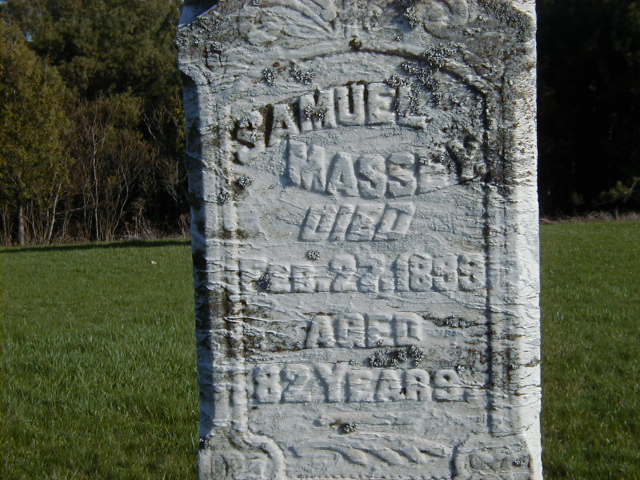 SAMUEL
MASSEY
DIED
FEB. 27, 1899
AGED
82 YEARS.